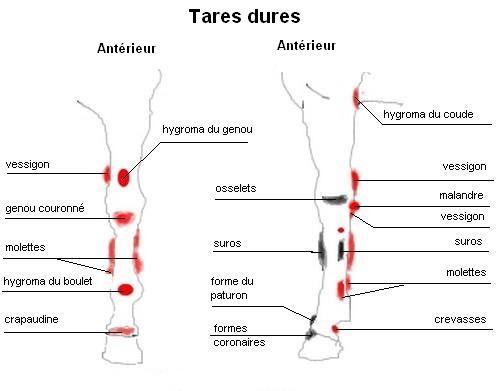 Tares dures
Antérieur
Antérieur
hygroma du genou
vessigon
genou couronné
molettes
hygroma du boulet
crapaudine
hygroma du coude
vessigon
osselets
malandre
vessigon
suros
suros
molettes
forme du
paturon
crevasses
formes
coronaires